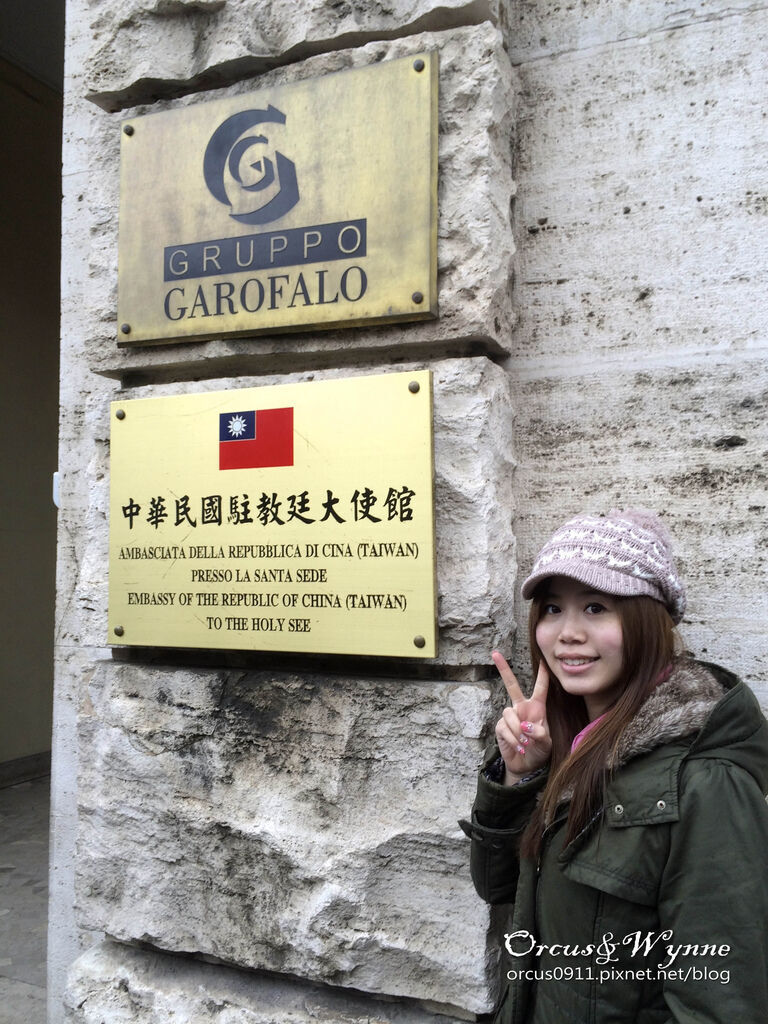 GRUPPO
GAROFALO
中華民國駐教廷大使館
AMBASCIATA DELLA REPUBBLICA DI CINA (TAIWAN)
PRESSO LA SANTA SEDE
EMBASSY OF THE REPUBLIC OF CHINA (TAIWAN)
TO THE HOLY SEE
Orcus&Wynne
orcus0911.pixnet.net/blog